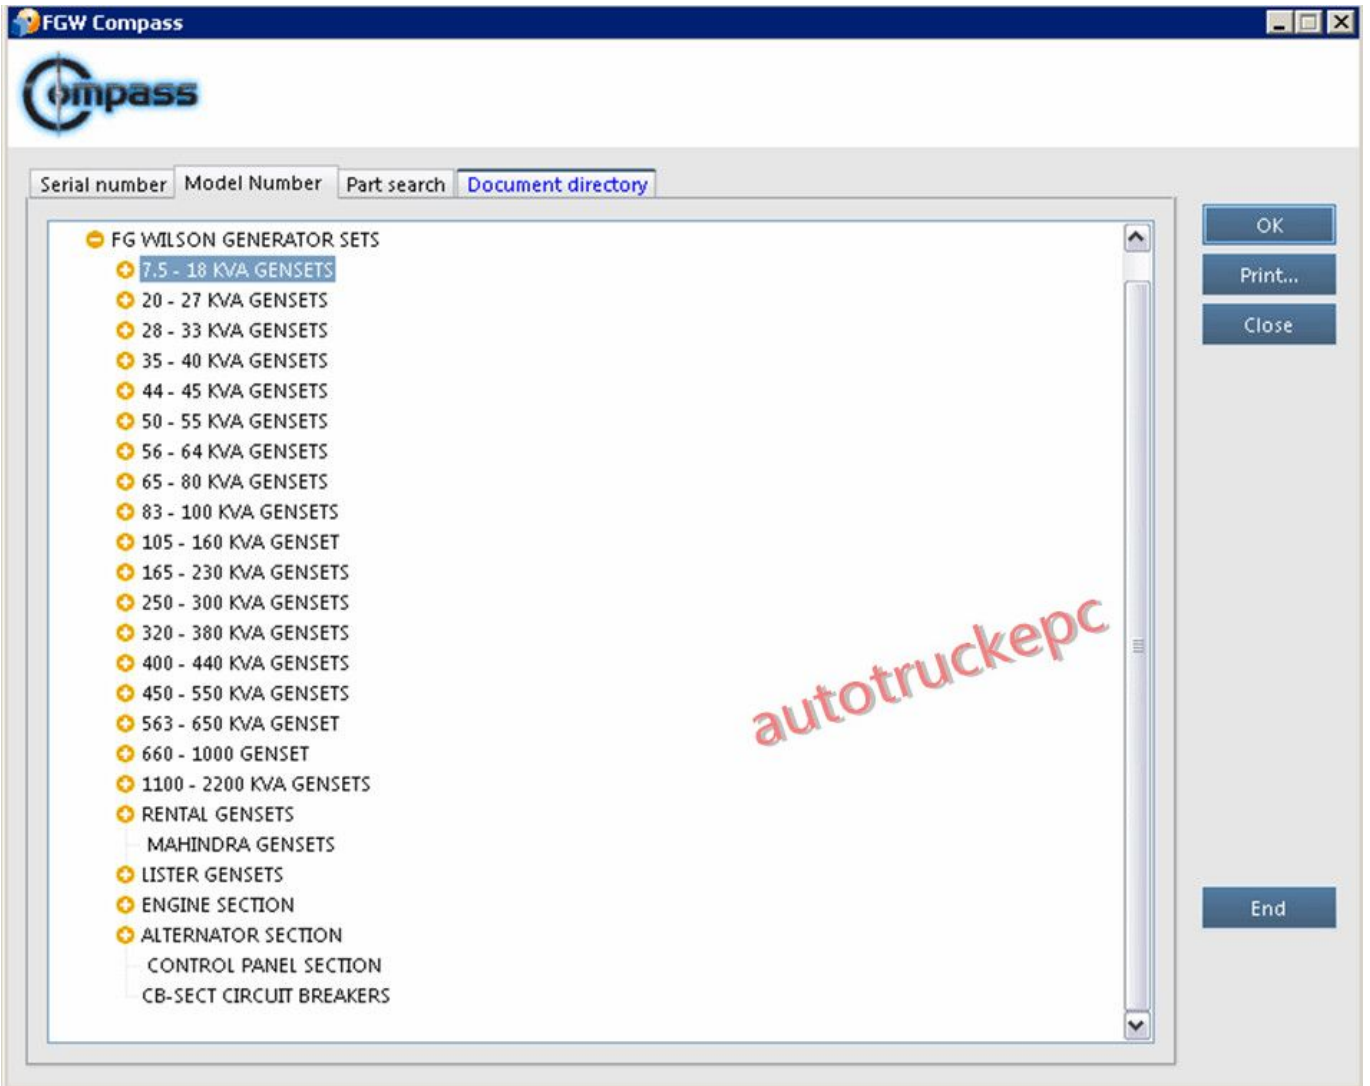 FGW Compass
Compass
Serial number Model Number Part search Document directory
FG WILSON GENERATOR SETS
7.5 - 18 KVA GENSETS
20 - 27 KVA GENSETS
28 - 33 KVA GENSETS
35 - 40 KVA GENSETS
44 - 45 KVA GENSETS
50 - 55 KVA GENSETS
56 - 64 KVA GENSETS
65 - 80 KVA GENSETS
83 - 100 KVA GENSETS
105 - 160 KVA GENSET
165 - 230 KVA GENSETS
250 - 300 KVA GENSETS
320 - 380 KVA GENSETS
400 - 440 KVA GENSETS
450 - 550 KVA GENSETS
563 - 650 KVA GENSET
660 - 1000 GENSET
1100 - 2200 KVA GENSETS
RENTAL GENSETS
MAHINDRA GENSETS
LISTER GENSETS
ENGINE SECTION
ALTERNATOR SECTION
CONTROL PANEL SECTION
CB-SECT CIRCUIT BREAKERS
autotruckepc
OK
Print...
Close
End